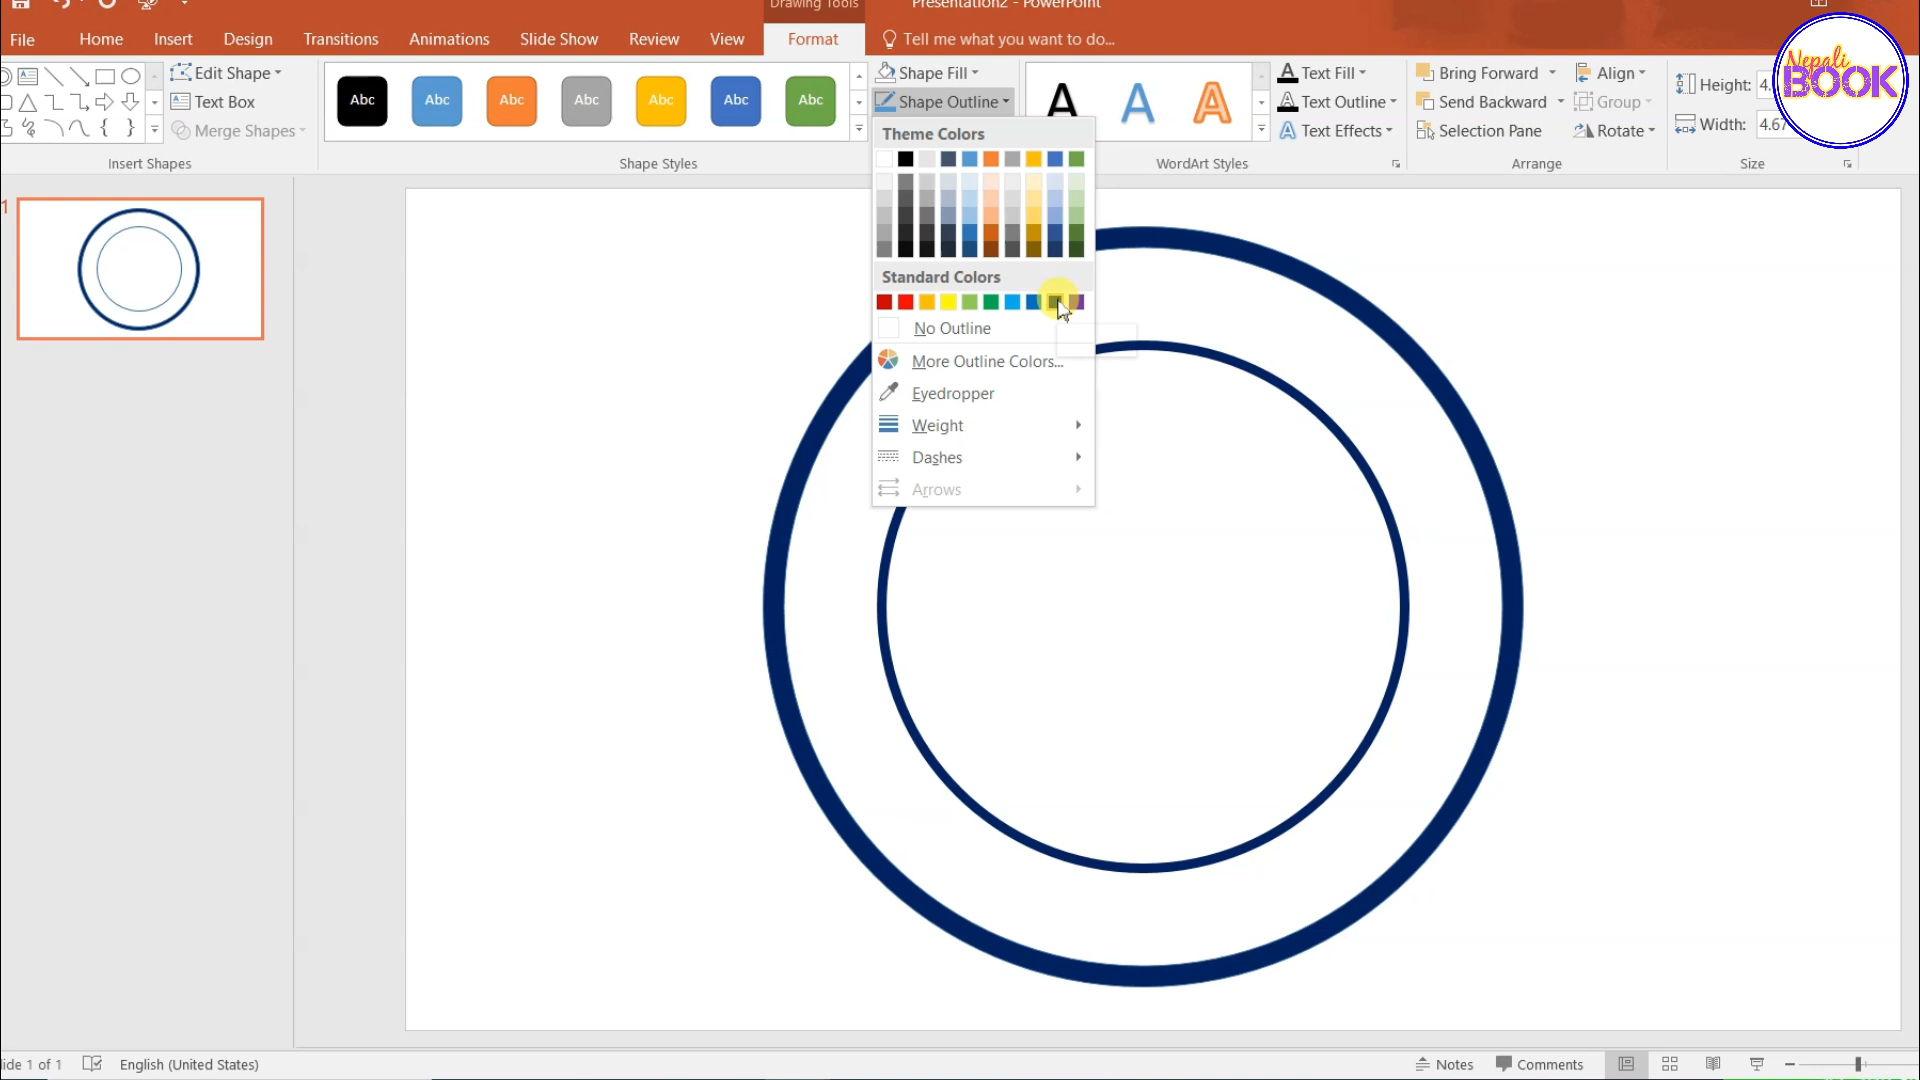 Drawing Tools
Presentation2 - PowerPoint
File Home Insert Design Transitions Animations Slide Show Review View Format Tell me what you want to do...
Nepali
BOOK
Edit Shape
Text Box
Merge Shapes
Insert Shapes
Abc Abc Abc Abc Abc Abc Abc
Shape Styles
Shape Fill
Shape Outline
A A A
WordArt Styles
Text Fill
Text Outline
Text Effects
Bring Forward
Send Backward
Selection Pane
Align
Group
Rotate
Arrange
Height: 4.
Width: 4.67
Size
Theme Colors
Standard Colors
No Outline
More Outline Colors...
Eyedropper
Weight
Dashes
Arrows
1
ide 1 of 1 English (United States)
Notes Comments